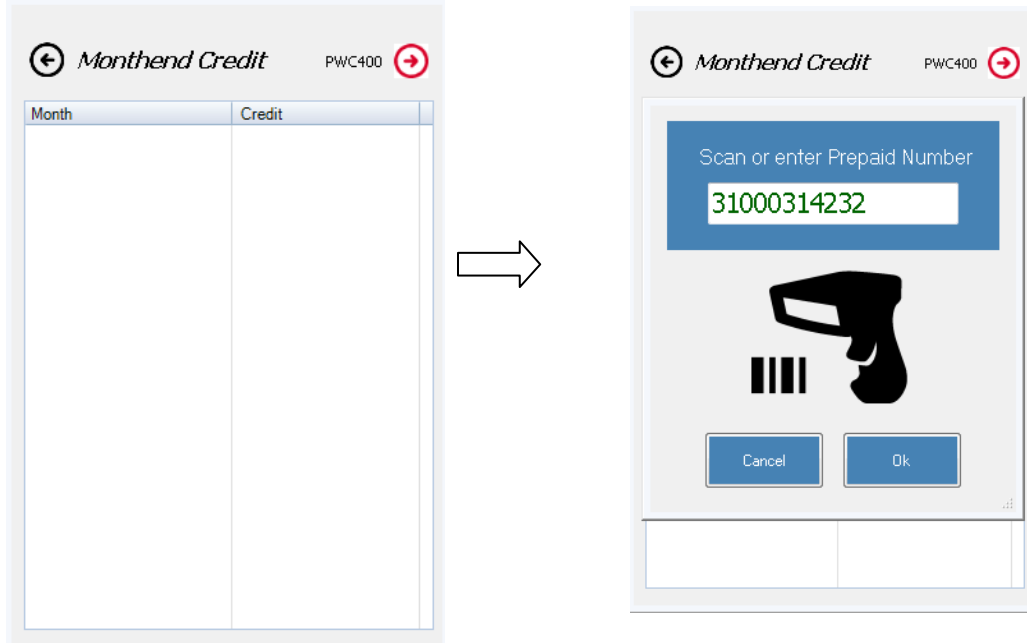 Monthend Credit PWC400
Month Credit
Monthend Credit PWC400
Scan or enter Prepaid Number
31000314232
Cancel Ok